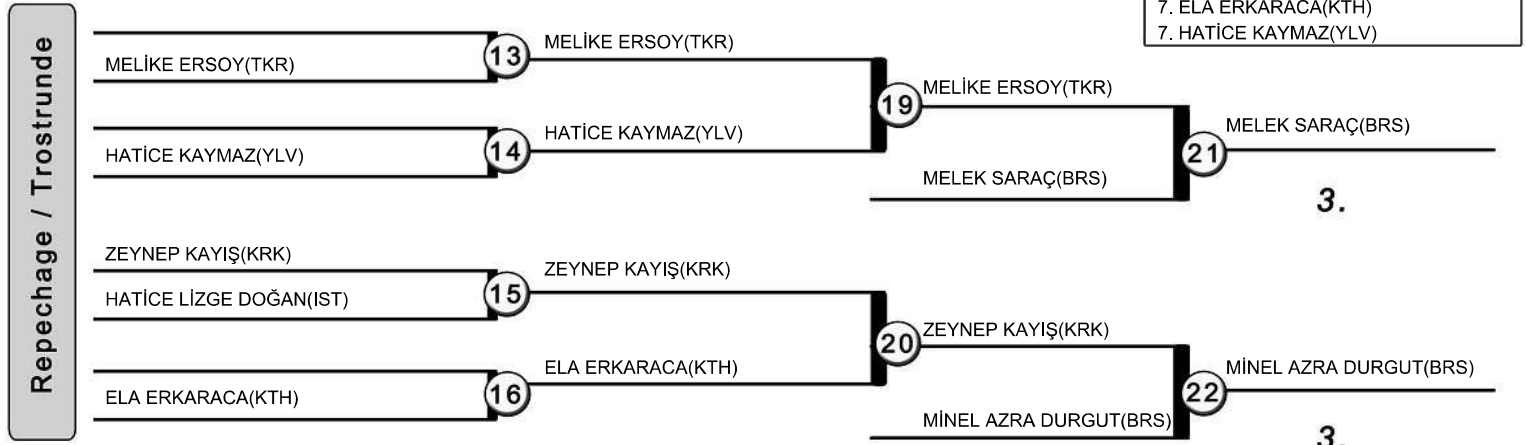 7. ELA ERKARACA(KTH)
7. HATİCE KAYMAZ(YLV)
Repechage / Trostrunde
MELİKE ERSOY(TKR)
13
MELİKE ERSOY(TKR)
HATİCE KAYMAZ(YLV)
14
HATİCE KAYMAZ(YLV)
19
MELİKE ERSOY(TKR)
MELEK SARAÇ(BRS)
21
MELEK SARAÇ(BRS)
3.
ZEYNEP KAYIŞ(KRK)
HATİCE LİZGE DOĞAN(IST)
15
ZEYNEP KAYIŞ(KRK)
ELA ERKARACA(KTH)
16
ELA ERKARACA(KTH)
20
ZEYNEP KAYIŞ(KRK)
MİNEL AZRA DURGUT(BRS)
22
MİNEL AZRA DURGUT(BRS)
3.